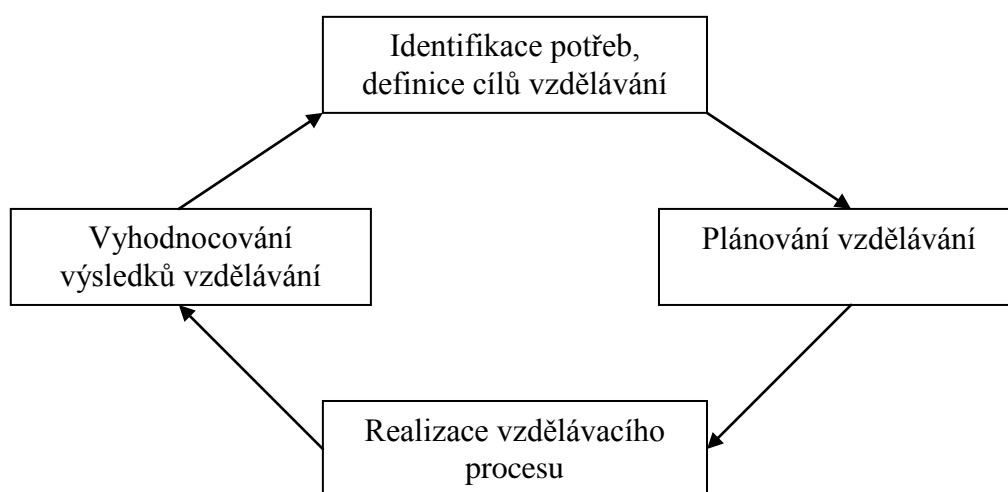 Identifikace potřeb,
definice cílů vzdělávání
Vyhodnocování
výsledků vzdělávání
Plánování vzdělávání
Realizace vzdělávacího
procesu